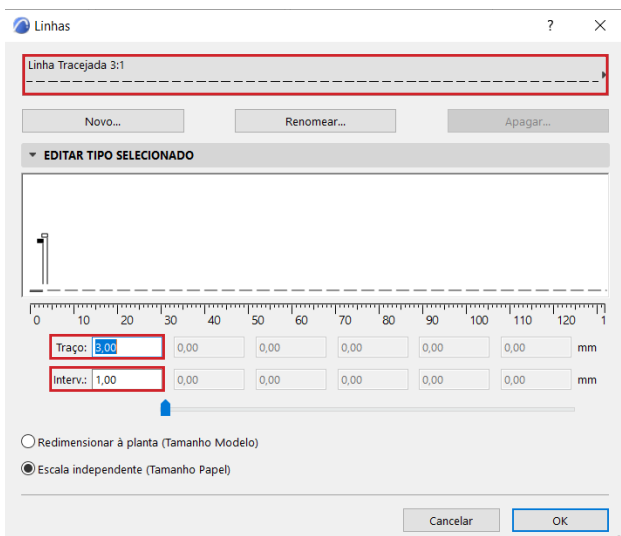 Linhas ?
Linha Tracejada 3:1
Novo... Renomear... Apagar...
EDITAR TIPO SELECIONADO
0 10 20 30 40 50 60 70 80 90 100 110 120 1
Traço: 3,00 0,00 0,00 0,00 0,00 0,00 mm
Interv.: 1,00 0,00 0,00 0,00 0,00 0,00 mm
Redimensionar à planta (Tamanho Modelo)
Escala independente (Tamanho Papel)
Cancelar OK